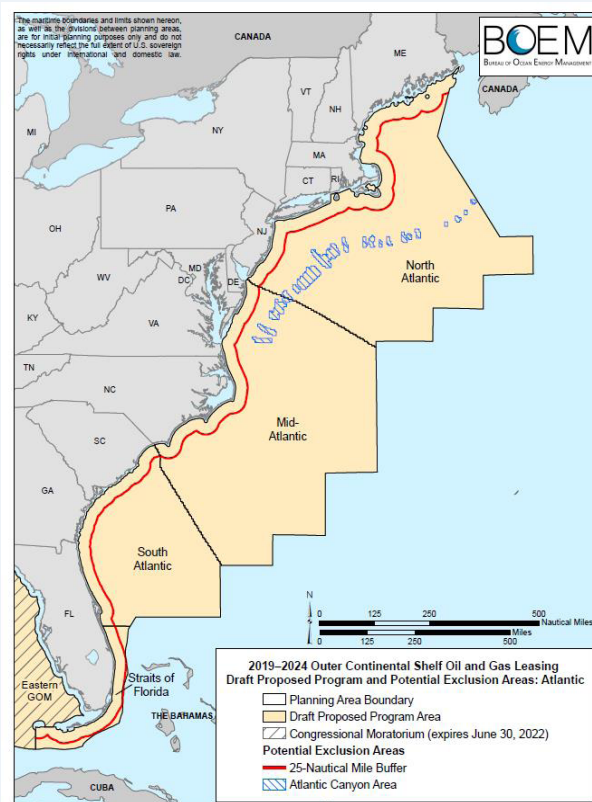 The maritime boundaries and limits shown hereon,
as well as the divisions between planning areas,
are for initial planning purposes only and do not
necessarily reflect the full extent of U.S. sovereign
rights under international and domestic law.
CANADA
BOEM
BUREAU OF OCEAN ENERGY MANAGEMENT
ME
CANADA
VT
NH
MI
NY
MA
CT
RI
PA
NJ
OH
MD
DC
DE
WV
North
Atlantic
KY
VA
TN
NC
Mid-
Atlantic
SC
GA
South
Atlantic
FL
N
0 125 250 500
Nautical Miles
Miles
0 125 250 500
Eastern
GOM
Straits of
Florida
THE BAHAMAS
CUBA
2019–2024 Outer Continental Shelf Oil and Gas Leasing
Draft Proposed Program and Potential Exclusion Areas: Atlantic
Planning Area Boundary
Draft Proposed Program Area
Congressional Moratorium (expires June 30, 2022)
Potential Exclusion Areas
25-Nautical Mile Buffer
Atlantic Canyon Area